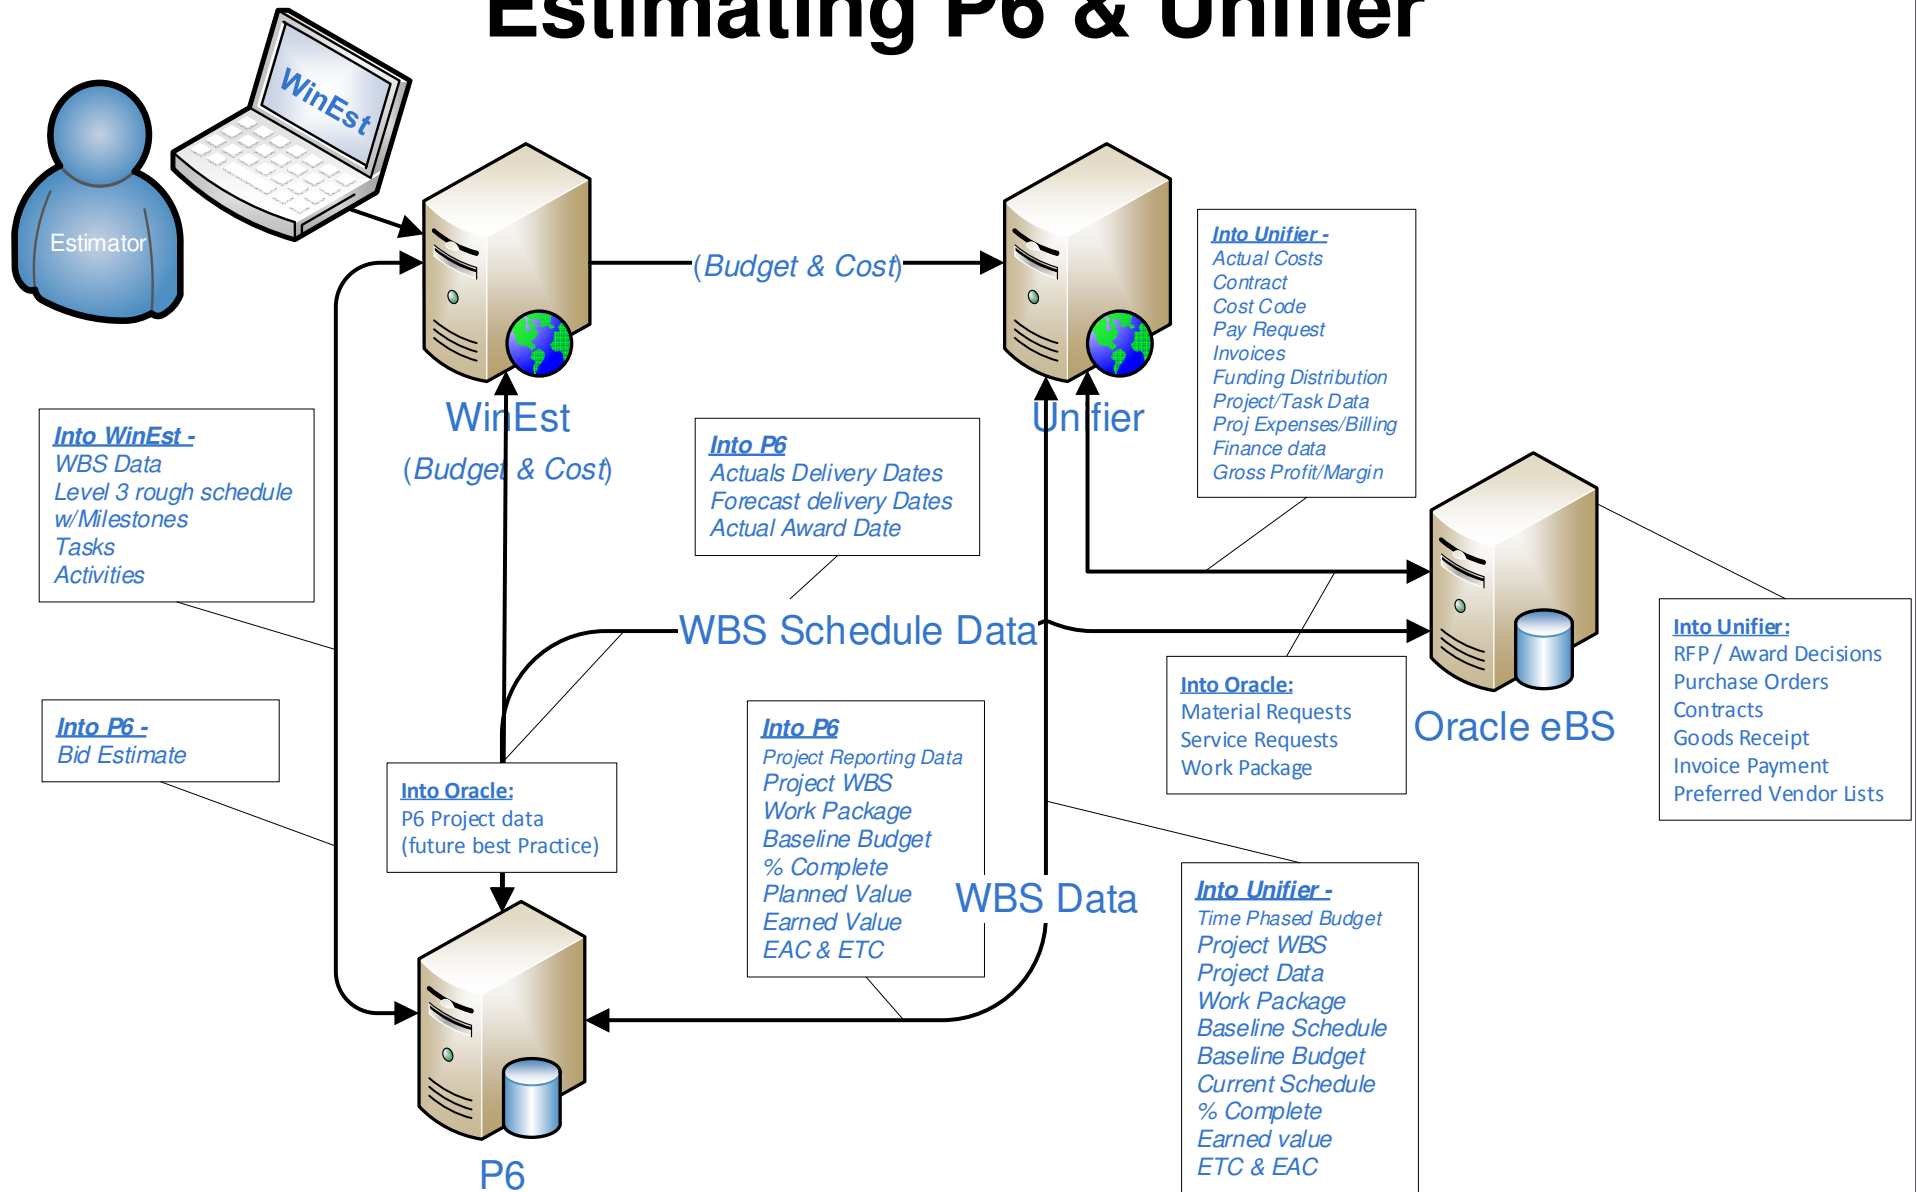 Estimating P6 & Unifier
WinEst
Estimator
(Budget & Cost)
WinEst
(Budget & Cost)
Unifier
Into Unifier -
Actual Costs
Contract
Cost Code
Pay Request
Invoices
Funding Distribution
Project/Task Data
Proj Expenses/Billing
Finance data
Gross Profit/Margin
Into WinEst -
WBS Data
Level 3 rough schedule
w/Milestones
Tasks
Activities
Into P6
Actuals Delivery Dates
Forecast delivery Dates
Actual Award Date
WBS Schedule Data
Into Oracle:
Material Requests
Service Requests
Work Package
Oracle eBS
Into Unifier:
RFP / Award Decisions
Purchase Orders
Contracts
Goods Receipt
Invoice Payment
Preferred Vendor Lists
Into P6 -
Bid Estimate
Into Oracle:
P6 Project data
(future best Practice)
Into P6
Project Reporting Data
Project WBS
Work Package
Baseline Budget
% Complete
Planned Value
Earned Value
EAC & ETC
WBS Data
Into Unifier -
Time Phased Budget
Project WBS
Project Data
Work Package
Baseline Schedule
Baseline Budget
Current Schedule
% Complete
Earned value
ETC & EAC
P6